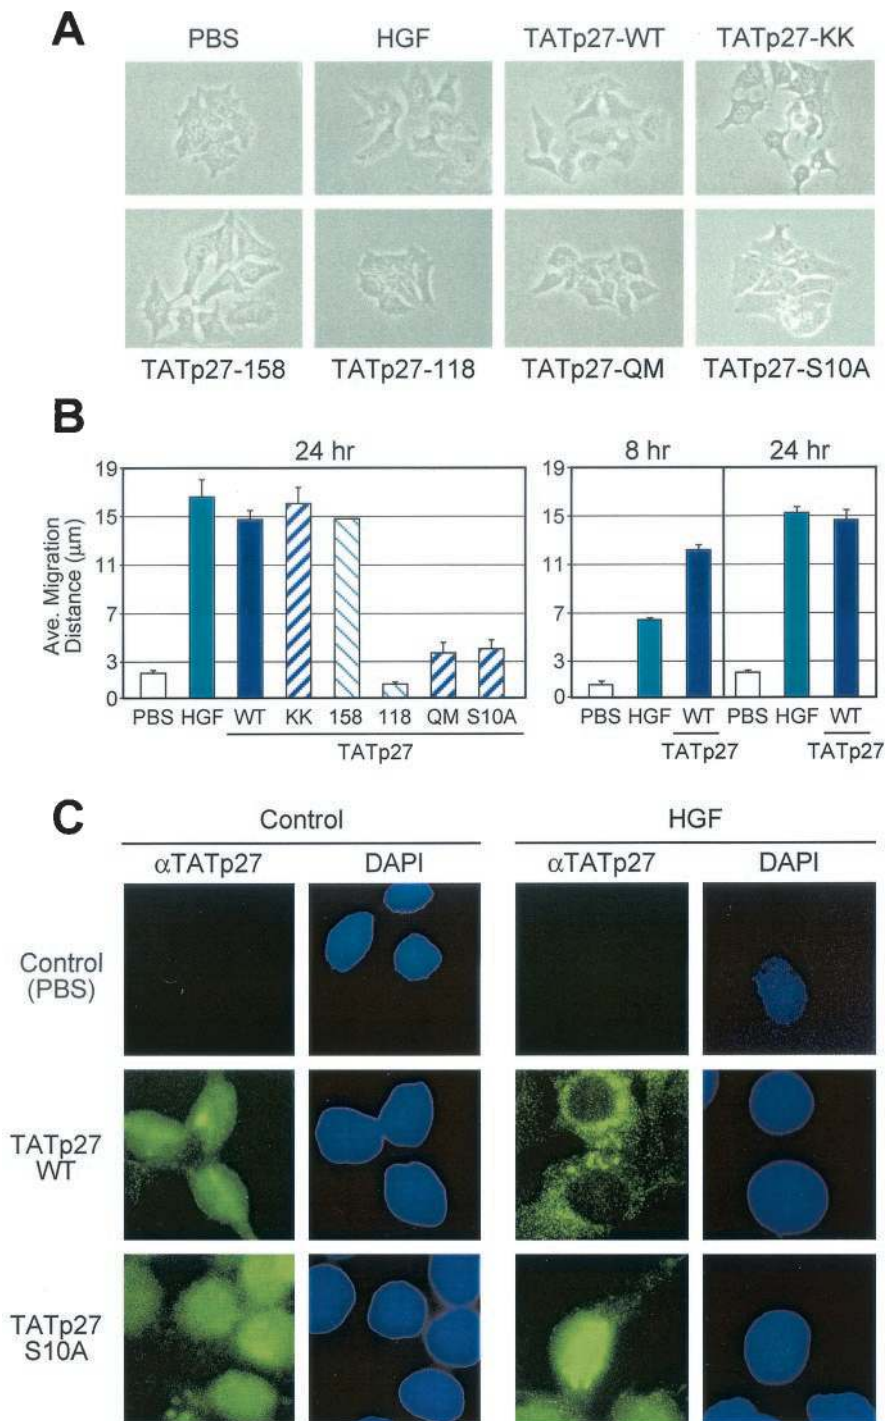 A
PBS HGF TATp27-WT TATp27-KK
TATp27-158 TATp27-118 TATp27-QM TATp27-S10A
B
24 hr 8 hr 24 hr
Ave. Migration
Distance (μm)
19 19
15 15
11 11
7 7
3 3
0 0
PBS HGF WT KK 158 118 QM S10A PBS HGF WT PBS HGF WT
TATp27 TATp27 TATp27
C
Control HGF
αTATp27 DAPI αTATp27 DAPI
Control
(PBS)
TATp27
WT
TATp27
S10A